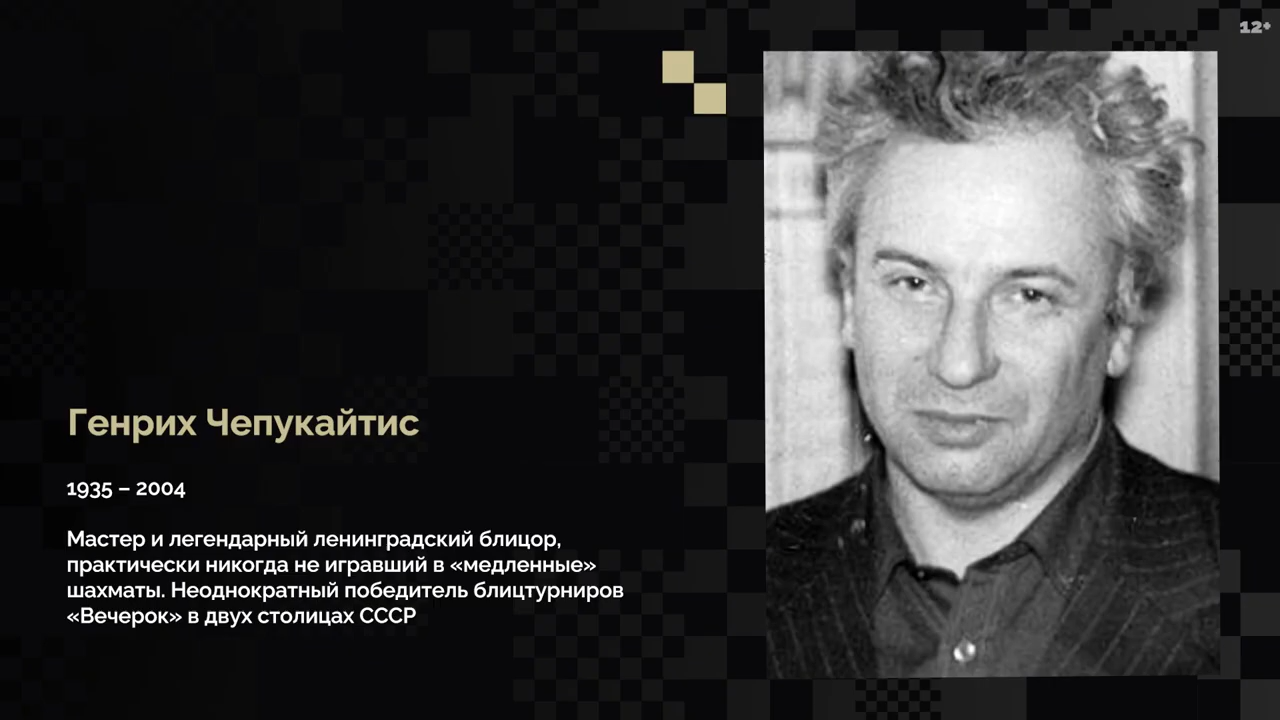 12+
Генрих Чепукайтис
1935 – 2004
Мастер и легендарный ленинградский блицор,
практически никогда не игравший в «медленные»
шахматы. Неоднократный победитель блицтурниров
«Вечерок» в двух столицах СССР